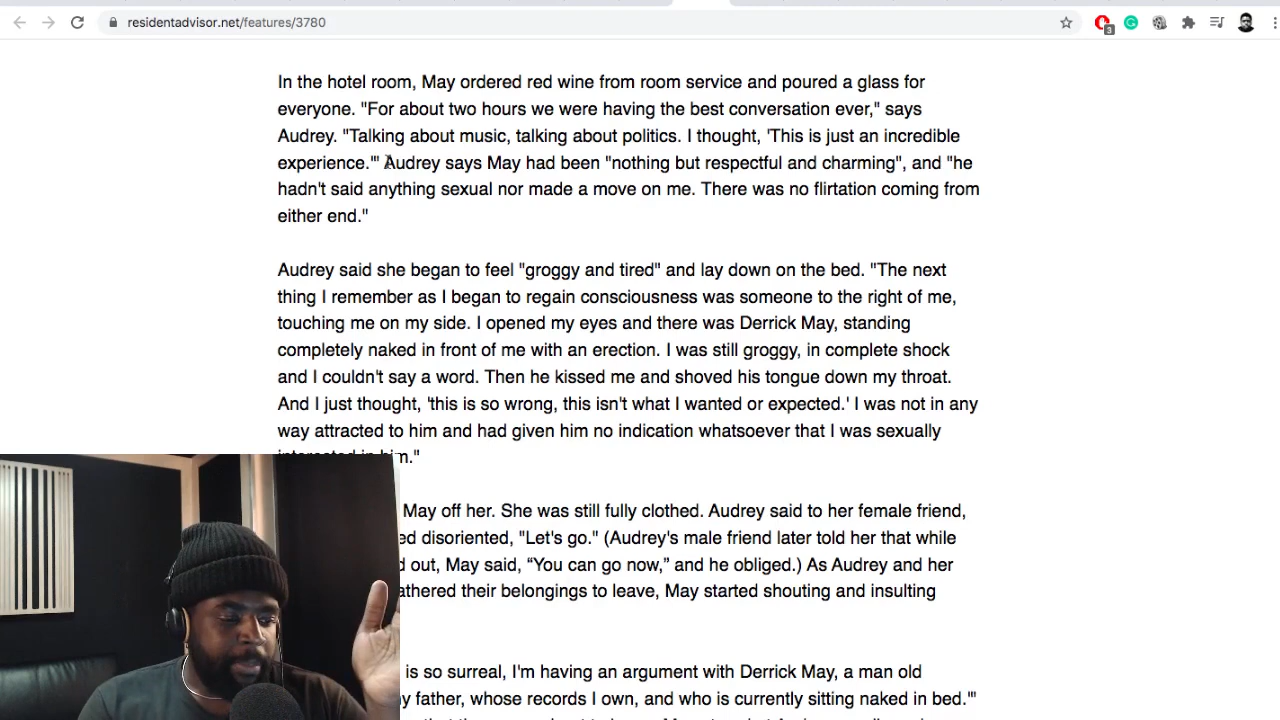 residentadvisor.net/features/3780
3
In the hotel room, May ordered red wine from room service and poured a glass for
everyone. "For about two hours we were having the best conversation ever," says
Audrey. "Talking about music, talking about politics. I thought, 'This is just an incredible
experience.'" Audrey says May had been "nothing but respectful and charming", and "he
hadn't said anything sexual nor made a move on me. There was no flirtation coming from
either end."
Audrey said she began to feel "groggy and tired" and lay down on the bed. "The next
thing I remember as I began to regain consciousness was someone to the right of me,
touching me on my side. I opened my eyes and there was Derrick May, standing
completely naked in front of me with an erection. I was still groggy, in complete shock
and I couldn't say a word. Then he kissed me and shoved his tongue down my throat.
And I just thought, 'this is so wrong, this isn't what I wanted or expected.' I was not in any
way attracted to him and had given him no indication whatsoever that I was sexually
interested in him."
May off her. She was still fully clothed. Audrey said to her female friend,
disoriented, "Let's go." (Audrey's male friend later told her that while
out, May said, “You can go now,” and he obliged.) As Audrey and her
their belongings to leave, May started shouting and insulting
is so surreal, I'm having an argument with Derrick May, a man old
father, whose records I own, and who is currently sitting naked in bed.'"